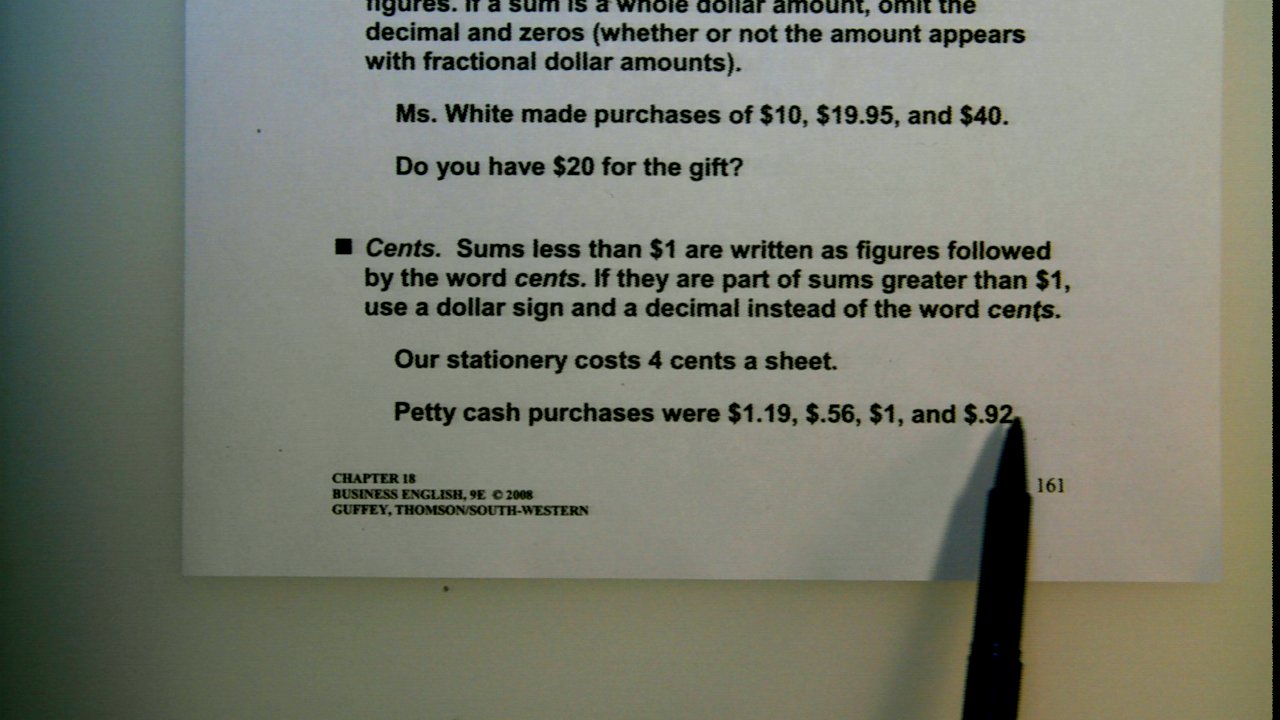 figures. If a sum is a whole dollar amount, omit the
decimal and zeros (whether or not the amount appears
with fractional dollar amounts).
Ms. White made purchases of $10, $19.95, and $40.
Do you have $20 for the gift?
■ Cents. Sums less than $1 are written as figures followed
by the word cents. If they are part of sums greater than $1,
use a dollar sign and a decimal instead of the word cents.
Our stationery costs 4 cents a sheet.
Petty cash purchases were $1.19, $.56, $1, and $.92.
CHAPTER 18
BUSINESS ENGLISH, 9E © 2008
GUFFEY, THOMSON/SOUTH-WESTERN
161